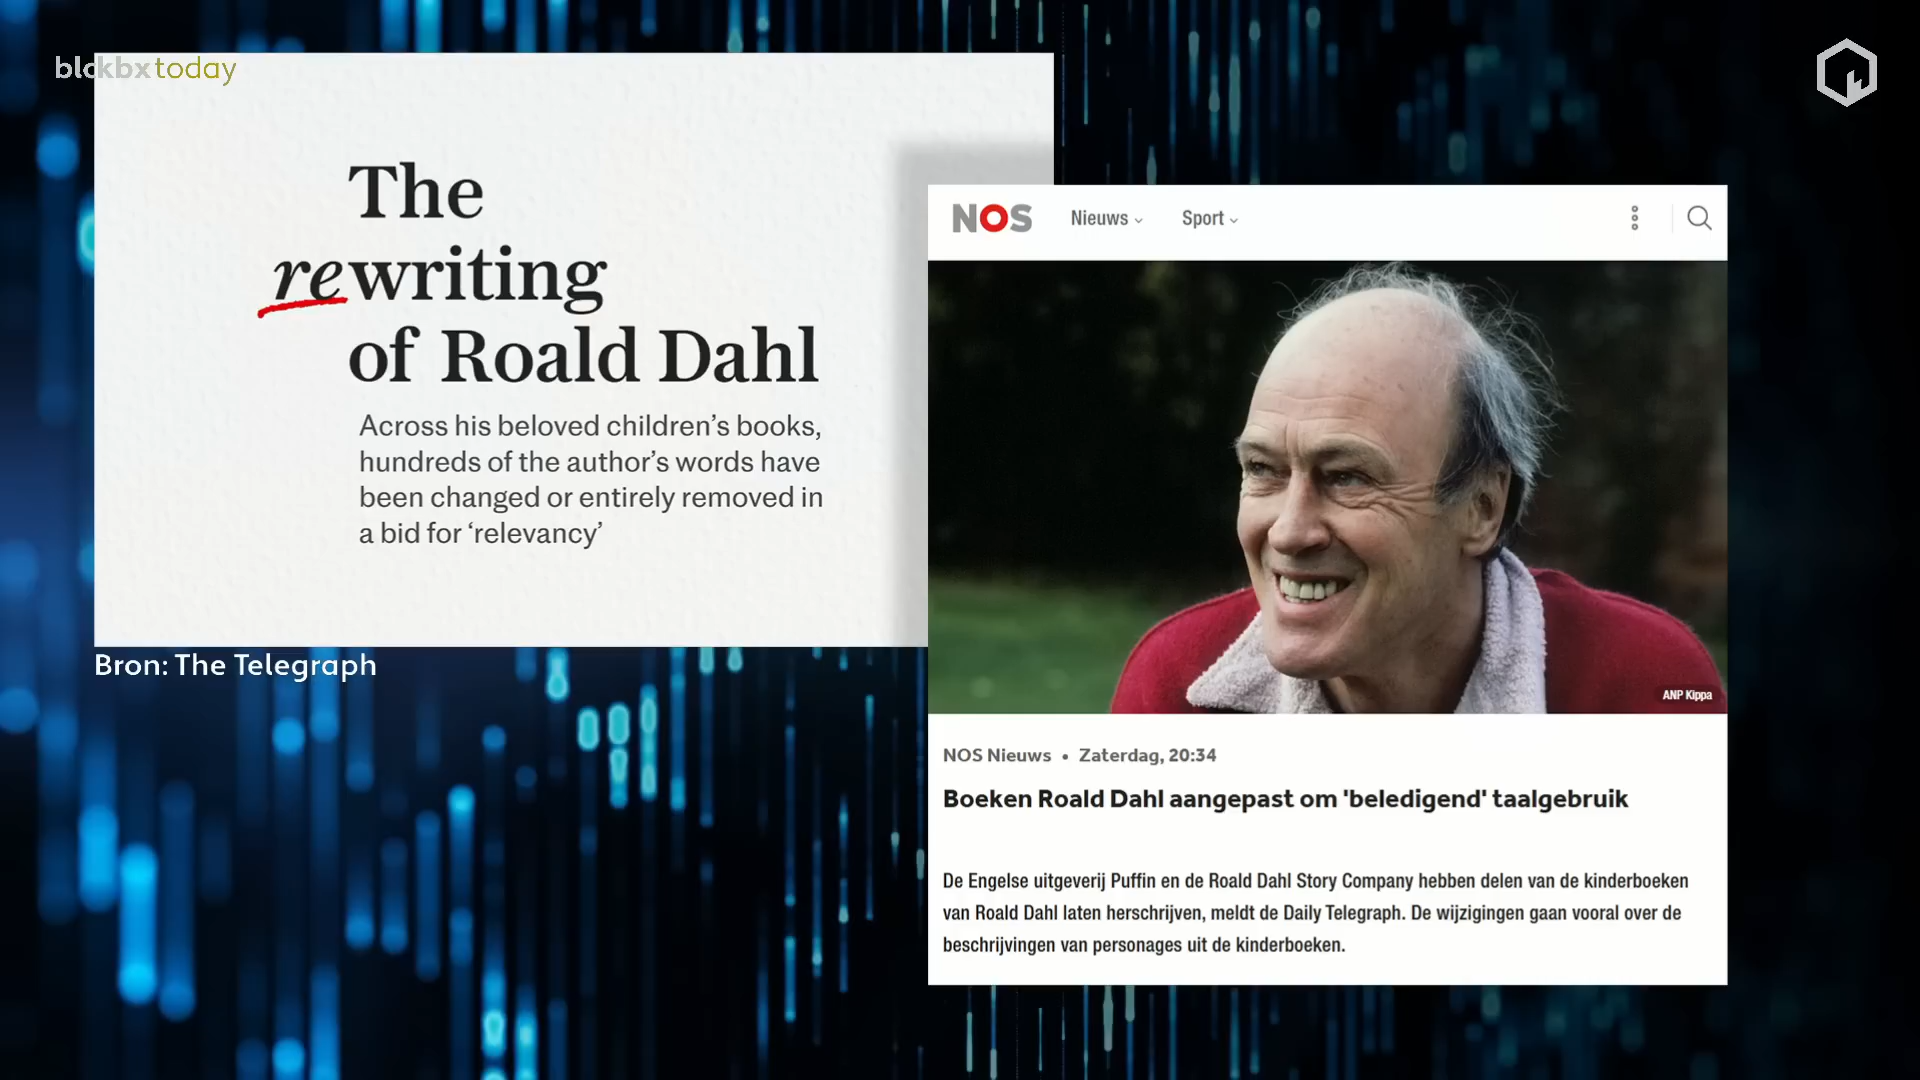 blckbxtoday
The
rewriting
of Roald Dahl
Across his beloved children's books,
hundreds of the author's words have
been changed or entirely removed in
a bid for ‘relevancy’
Bron: The Telegraph
NOS Nieuws Sport
ANP Kippa
NOS Nieuws • Zaterdag, 20:34
Boeken Roald Dahl aangepast om 'beledigend' taalgebruik
De Engelse uitgeverij Puffin en de Roald Dahl Story Company hebben delen van de kinderboeken
van Roald Dahl laten herschrijven, meldt de Daily Telegraph. De wijzigingen gaan vooral over de
beschrijvingen van personages uit de kinderboeken.